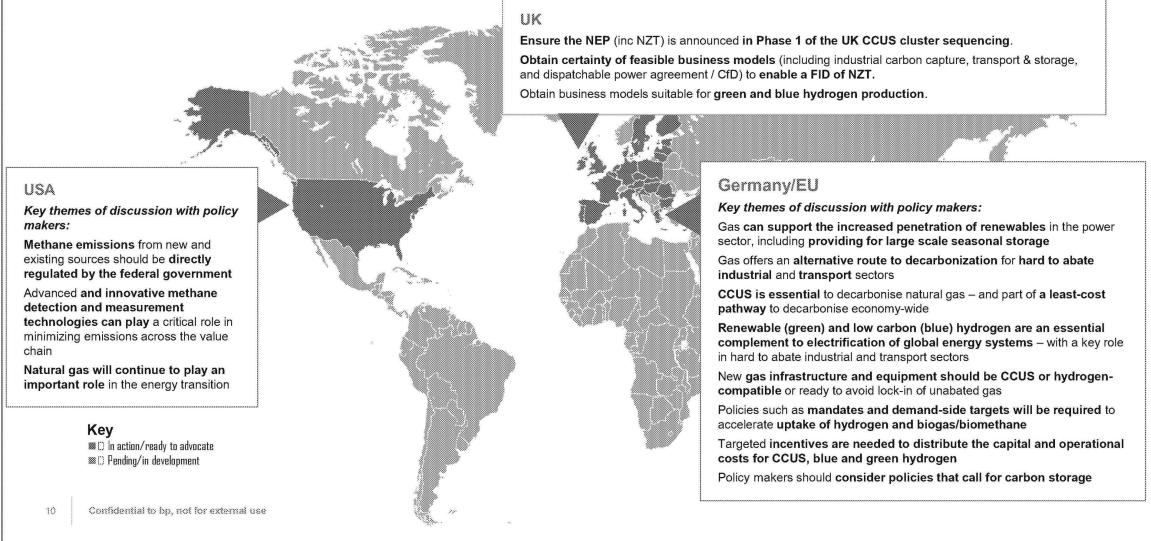 UK
Ensure the NEP (inc NZT) is announced in Phase 1 of the UK CCUS cluster sequencing.
Obtain certainty of feasible business models (including industrial carbon capture, transport & storage,
and dispatchable power agreement / CfD) to enable a FID of NZT.
Obtain business models suitable for green and blue hydrogen production.
USA
Key themes of discussion with policy
makers:
Methane emissions from new and
existing sources should be directly
regulated by the federal government
Advanced and innovative methane
detection and measurement
technologies can play a critical role in
minimizing emissions across the value
chain
Natural gas will continue to play an
important role in the energy transition
Germany/EU
Key themes of discussion with policy makers:
Gas can support the increased penetration of renewables in the power
sector, including providing for large scale seasonal storage
Gas offers an alternative route to decarbonization for hard to abate
industrial and transport sectors
CCUS is essential to decarbonise natural gas – and part of a least-cost
pathway to decarbonise economy-wide
Renewable (green) and low carbon (blue) hydrogen are an essential
complement to electrification of global energy systems – with a key role
in hard to abate industrial and transport sectors
New gas infrastructure and equipment should be CCUS or hydrogen-
compatible or ready to avoid lock-in of unabated gas
Policies such as mandates and demand-side targets will be required to
accelerate uptake of hydrogen and biogas/biomethane
Targeted incentives are needed to distribute the capital and operational
costs for CCUS, blue and green hydrogen
Policy makers should consider policies that call for carbon storage
Key
In action/ready to advocate
Pending/in development
10
Confidential to bp, not for external use